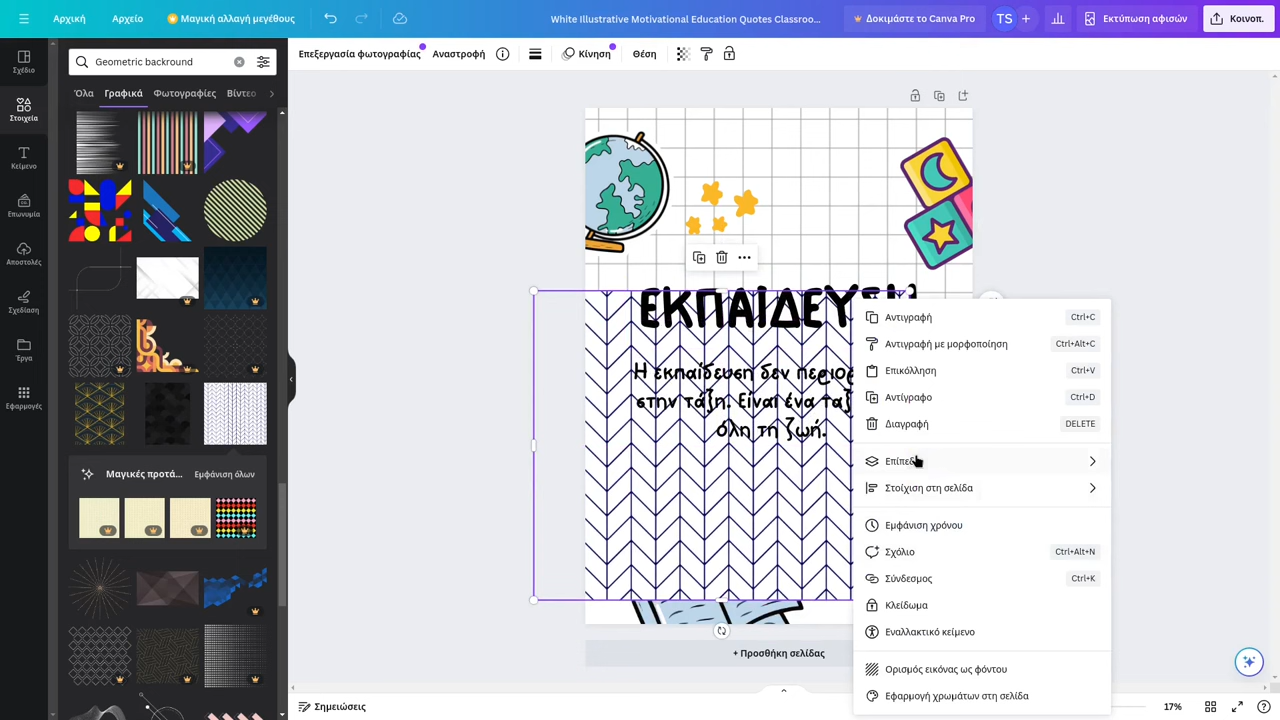 Αρχική
Αρχείο
Μαγική αλλαγή μεγέθους
White Illustrative Motivational Education Quotes Classroo...
Δοκιμάστε το Canva Pro
TS
Εκτύπωση αφισών
Κοινοπ.
Σχέδιο
Στοιχεία
Κείμενο
Επωνυμία
Αποστολές
Σχεδίαση
Έργα
Εφαρμογές
Geometric backround
Όλα
Γραφικά
Φωτογραφίες
Βίντεο
Μαγικές προτά...
Εμφάνιση όλων
Επεξεργασία φωτογραφίας
Αναστροφή
Κίνηση
Θέση
ΕΚΠΑΙΔΕΥΣΗ
Η εκπαίδευση δεν περιορ
στην τάξη. Είναι ένα ταξ
όλη τη ζωή.
Αντιγραφή
Ctrl+C
Αντιγραφή με μορφοποίηση
Ctrl+Alt+C
Επικόλληση
Ctrl+V
Αντίγραφο
Ctrl+D
Διαγραφή
DELETE
Επίπεδ
Στοίχιση στη σελίδα
Εμφάνιση χρόνου
Σχόλιο
Ctrl+Alt+N
Σύνδεσμος
Ctrl+K
Κλείδωμα
Εναλλακτικό κείμενο
Ορισμός εικόνας ως φόντου
Εφαρμογή χρωμάτων στη σελίδα
+ Προσθήκη σελίδας
Σημειώσεις
17%